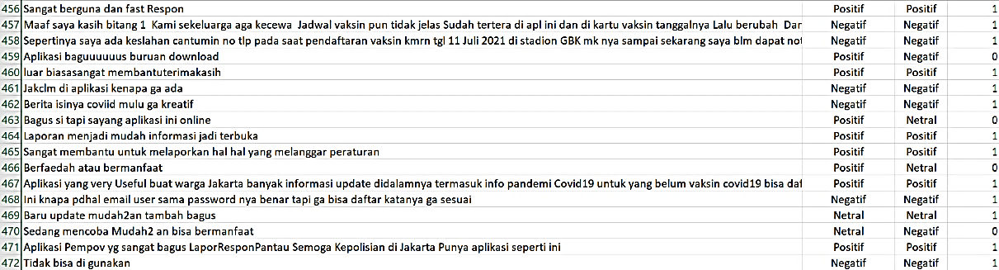 456 Sangat berguna dan fast Respon Positif Positif 1
457 Maaf saya kasih bitang 1 Kami sekeluarga aga kecewa Jadwal vaksin pun tidak jelas Sudah tertera di apl ini dan di kartu vaksin tanggalnya Lalu berubah Dar Negatif Negatif 1
458 Sepertinya saya ada keslahan cantumin no tlp pada saat pendaftaran vaksin kmrn tgl 11 Juli 2021 di stadion GBK mk nya sampai sekarang saya blm dapat not Negatif Negatif 1
459 Aplikasi baguuuuuus buruan download Positif Negatif 0
460 luar biasasangat membantuterimakasih Positif Positif 1
461 Jakclm di aplikasi kenapa ga ada Negatif Negatif 1
462 Berita isinya coviid mulu ga kreatif Negatif Negatif 1
463 Bagus si tapi sayang aplikasi ini online Positif Netral 0
464 Laporan menjadi mudah informasi jadi terbuka Positif Positif 1
465 Sangat membantu untuk melaporkan hal hal yang melanggar peraturan Positif Positif 1
466 Berfaedah atau bermanfaat Positif Netral 0
467 Aplikasi yang very Useful buat warga Jakarta banyak informasi update didalamnya termasuk info pandemi Covid19 untuk yang belum vaksin covid19 bisa daf Positif Positif 1
468 Ini knapa pdhal email user sama password nya benar tapi ga bisa daftar katanya ga sesuai Negatif Negatif 1
469 Baru update mudah2an tambah bagus Netral Netral 1
470 Sedang mencoba Mudah2 an bisa bermanfaat Netral Negatif 0
471 Aplikasi Pempov yg sangat bagus LaporResponPantau Semoga Kepolisian di Jakarta Punya aplikasi seperti ini Positif Positif 1
472 Tidak bisa di gunakan Negatif Negatif 1